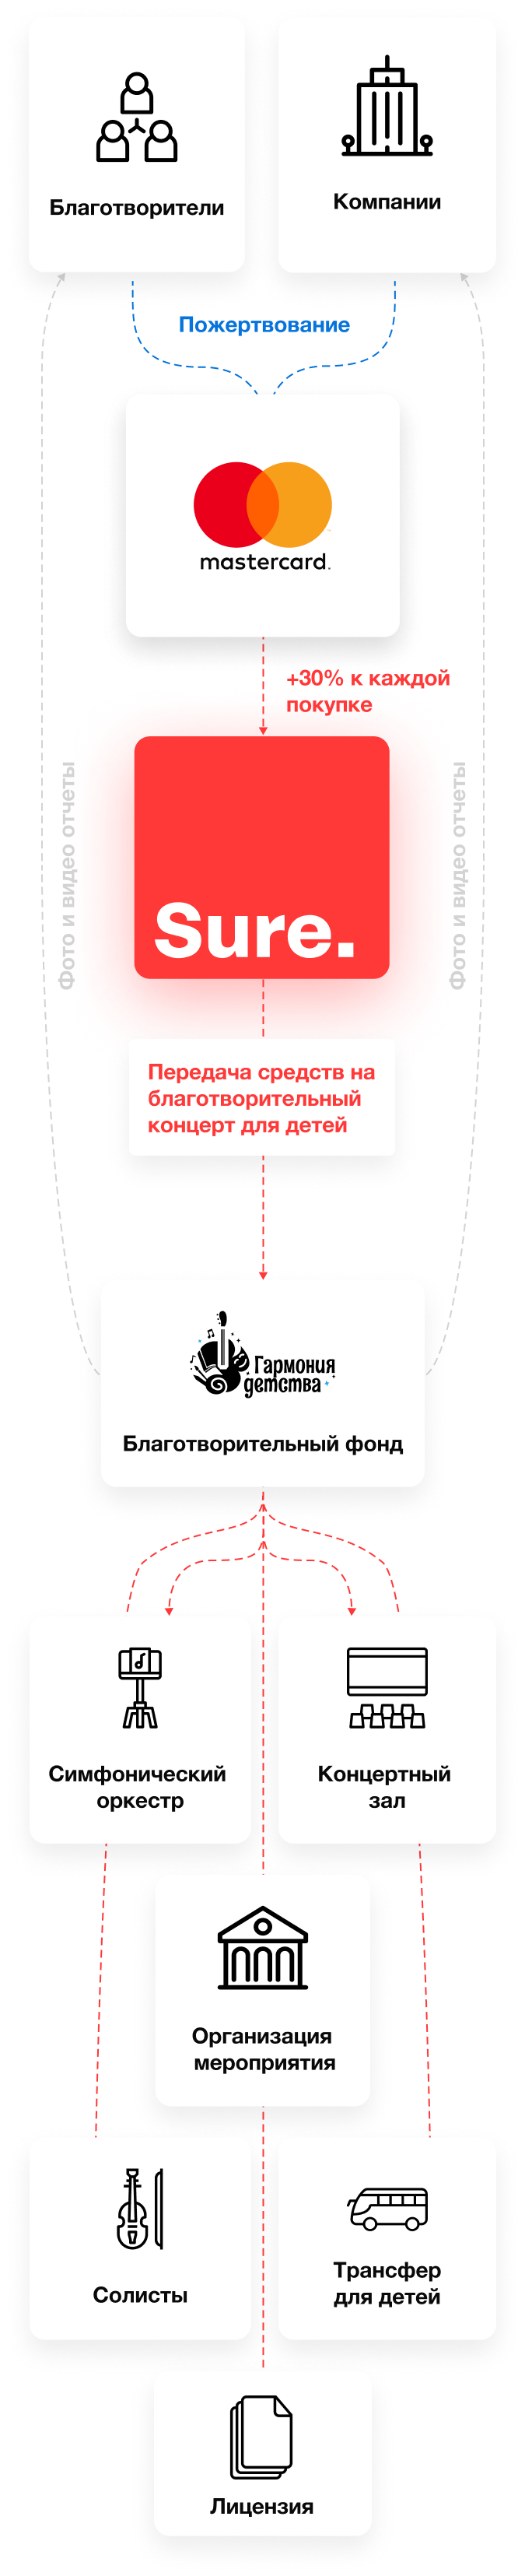 Благотворители
Компании
Пожертвование
mastercard.
+30% к каждой
покупке
Фото и видео отчеты
Фото и видео отчеты
Sure.
Передача средств на
благотворительный
концерт для детей
Гармония
детства
Благотворительный фонд
Симфонический
оркестр
Концертный
зал
Организация
мероприятия
Солисты
Трансфер
для детей
Лицензия